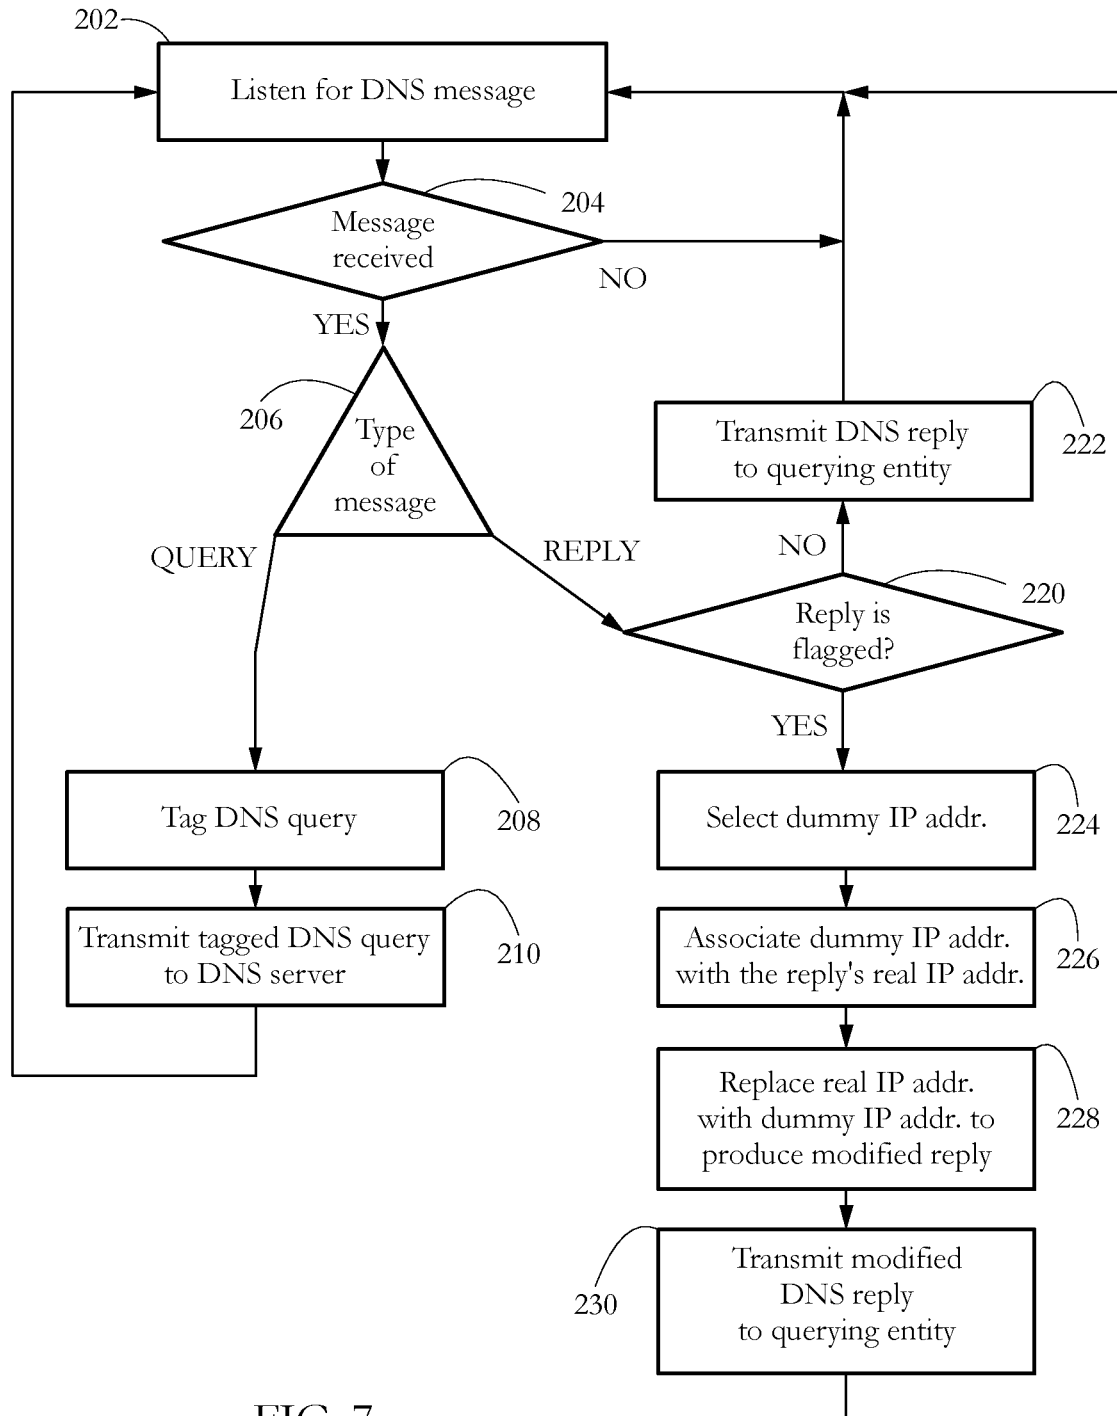 202
Listen for DNS message
204
Message
received
NO
YES
206
Type
of
message
Transmit DNS reply
to querying entity
222
QUERY
REPLY
NO
220
Reply is
flagged?
YES
Tag DNS query
208
Select dummy IP addr.
224
Transmit tagged DNS query
to DNS server
210
Associate dummy IP addr.
with the reply's real IP addr.
226
Replace real IP addr.
with dummy IP addr. to
produce modified reply
228
Transmit modified
DNS reply
to querying entity
230
FIG. 7